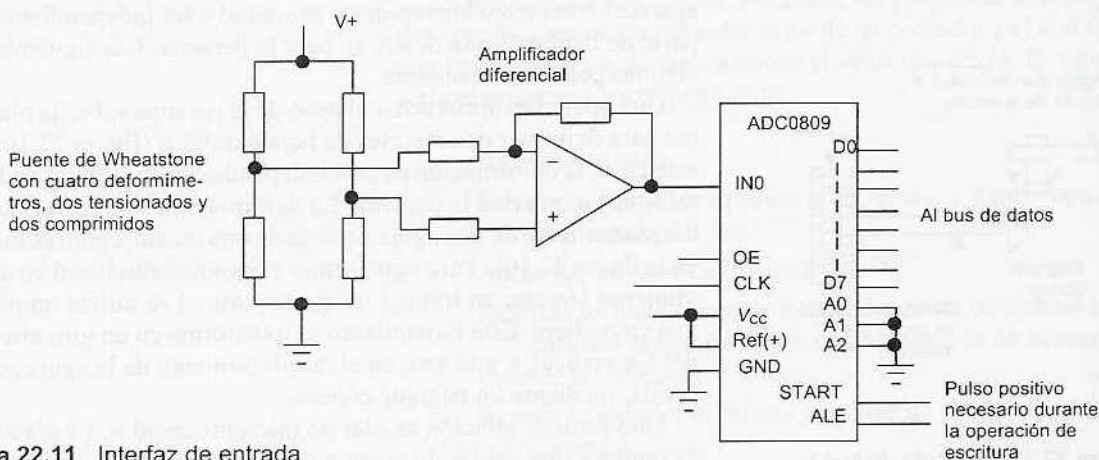 V+
Amplificador
diferencial
Puente de Wheatstone
con cuatro deformíme-
tros, dos tensionados y
dos comprimidos
−
+
ADC0809
IN0
OE
CLK
Vcc
Ref(+)
GND
D0
D7
A0
A1
A2
START
ALE
Al bus de datos
Pulso positivo
necesario durante
la operación de
escritura
22.11 Interfaz de entrada